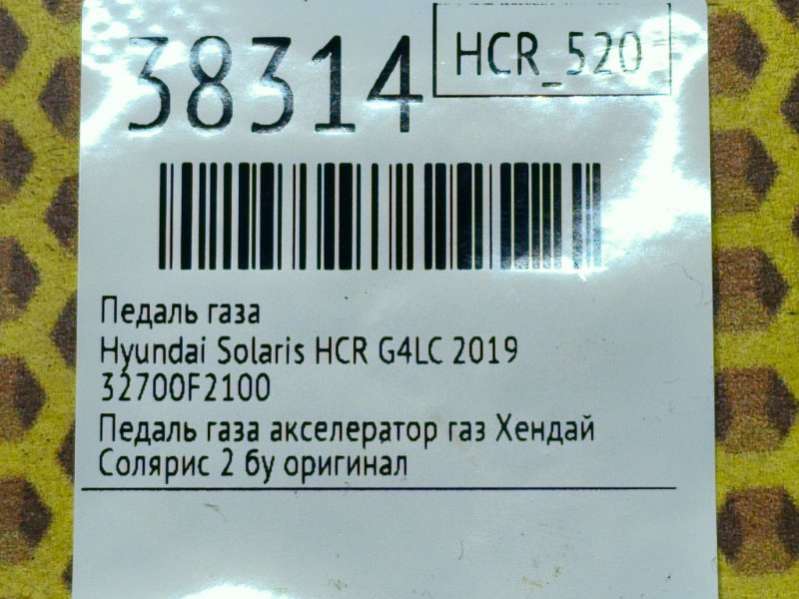 38314
HCR_520
Педаль газа
Hyundai Solaris HCR G4LC 2019
32700F2100
Педаль газа акселератор газ Хендай
Солярис 2 бу оригинал